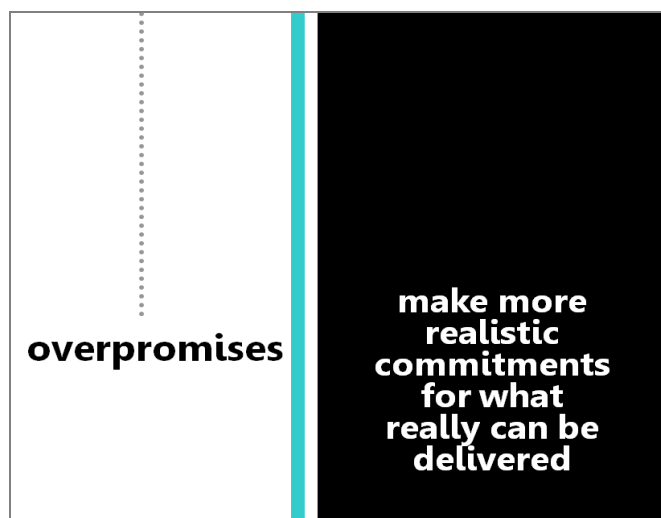 overpromises
make more
realistic
commitments
for what
really can be
delivered